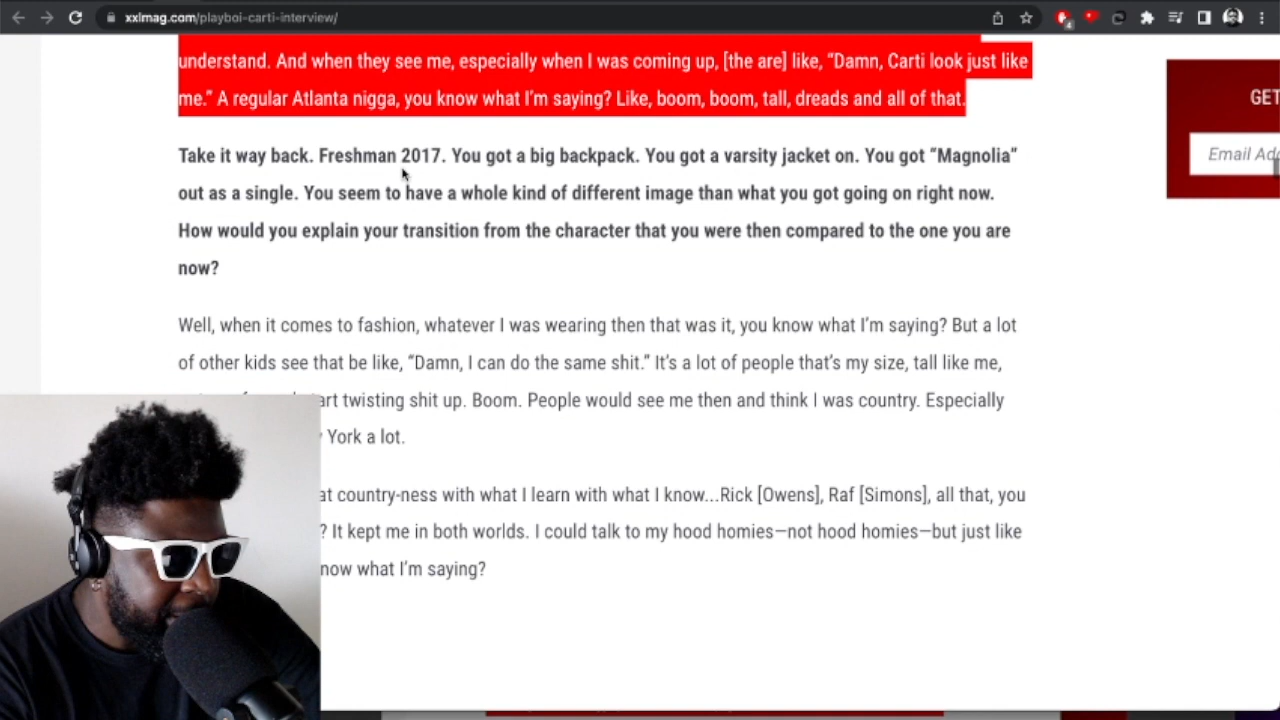 xxlmag.com/playboi-carti-interview/
4
understand. And when they see me, especially when I was coming up, [the are] like, “Damn, Carti look just like
me.” A regular Atlanta nigga, you know what I’m saying? Like, boom, boom, tall, dreads and all of that.
GET
Email Ad
Take it way back. Freshman 2017. You got a big backpack. You got a varsity jacket on. You got “Magnolia”
out as a single. You seem to have a whole kind of different image than what you got going on right now.
How would you explain your transition from the character that you were then compared to the one you are
now?
Well, when it comes to fashion, whatever I was wearing then that was it, you know what I’m saying? But a lot
of other kids see that be like, “Damn, I can do the same shit.” It’s a lot of people that’s my size, tall like me,
twisting shit up. Boom. People would see me then and think I was country. Especially
York a lot.
country-ness with what I learn with what I know...Rick [Owens], Raf [Simons], all that, you
? It kept me in both worlds. I could talk to my hood homies—not hood homies—but just like
now what I’m saying?